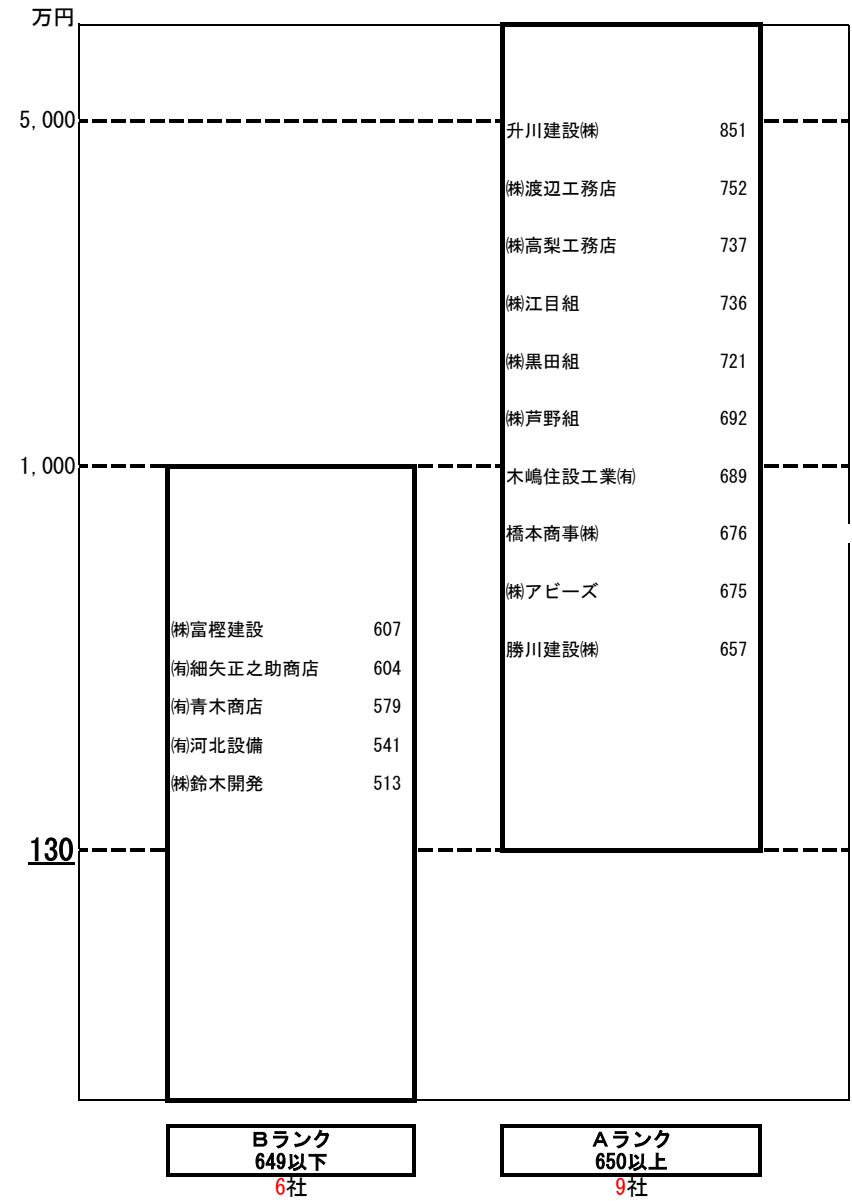 万円
5,000
升川建設㈱ 851
㈱渡辺工務店 752
㈱高梨工務店 737
㈱江目組 736
㈱黒田組 721
㈱芦野組 692
1,000
木嶋住設工業㈲ 689
橋本商事㈱ 676
㈱アビーズ 675
勝川建設㈱ 657
㈱富樫建設 607
㈲細矢正之助商店 604
㈲青木商店 579
㈲河北設備 541
㈱鈴木開発 513
130
Bランク
649以下
6社
Aランク
650以上
9社